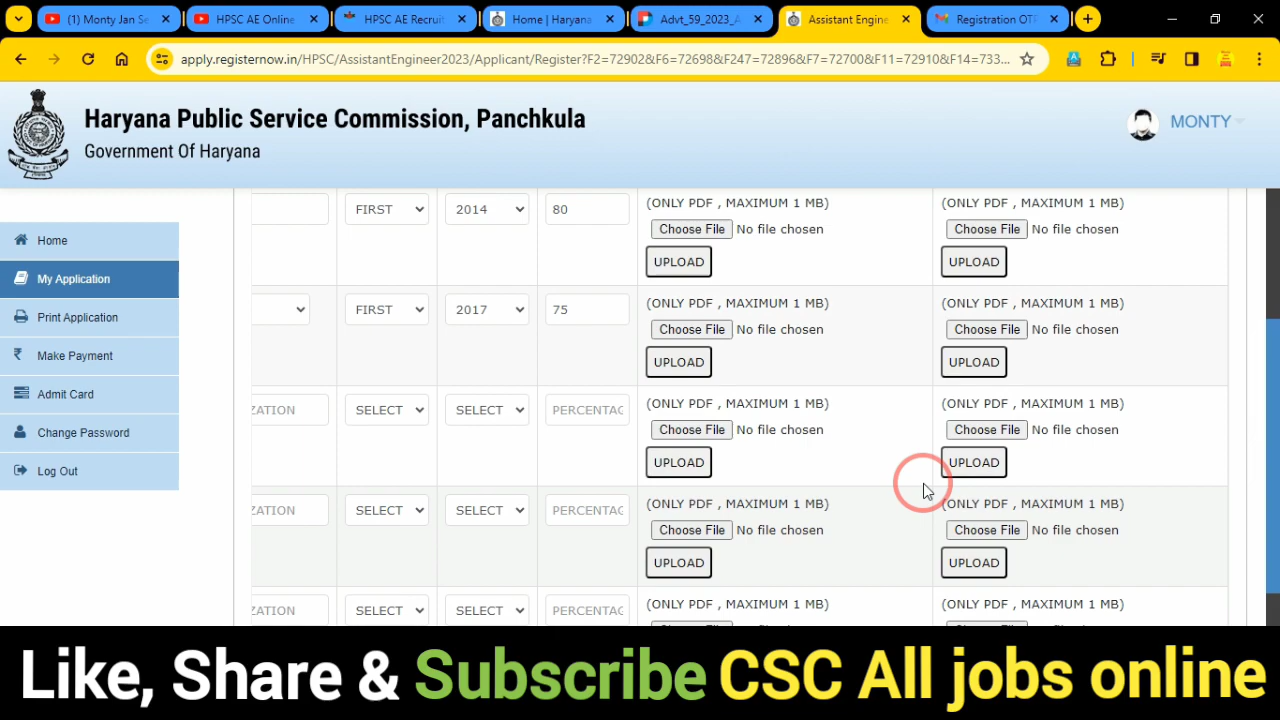 (1) Monty Jan Se
HPSC AE Online
HPSC AE Recruit
Home | Haryana
Advt_59_2023_A
Assistant Engine
Registration OTP
apply.registernow.in/HPSC/AssistantEngineer2023/Applicant/Register?F2=72902&F6=72698&F247=72896&F7=72700&F11=72910&F14=733...
Haryana Public Service Commission, Panchkula
Government Of Haryana
MONTY
Home
My Application
Print Application
Make Payment
Admit Card
Change Password
Log Out
FIRST 2014 80 (ONLY PDF , MAXIMUM 1 MB) (ONLY PDF , MAXIMUM 1 MB)
Choose File No file chosen Choose File No file chosen
UPLOAD UPLOAD
FIRST 2017 75 (ONLY PDF , MAXIMUM 1 MB) (ONLY PDF , MAXIMUM 1 MB)
Choose File No file chosen Choose File No file chosen
UPLOAD UPLOAD
ZATION SELECT SELECT PERCENTAG (ONLY PDF , MAXIMUM 1 MB) (ONLY PDF , MAXIMUM 1 MB)
Choose File No file chosen Choose File No file chosen
UPLOAD UPLOAD
ZATION SELECT SELECT PERCENTAG (ONLY PDF , MAXIMUM 1 MB) (ONLY PDF , MAXIMUM 1 MB)
Choose File No file chosen Choose File No file chosen
UPLOAD UPLOAD
ZATION SELECT SELECT PERCENTAG (ONLY PDF , MAXIMUM 1 MB) (ONLY PDF , MAXIMUM 1 MB)
Like, Share & Subscribe CSC All jobs online